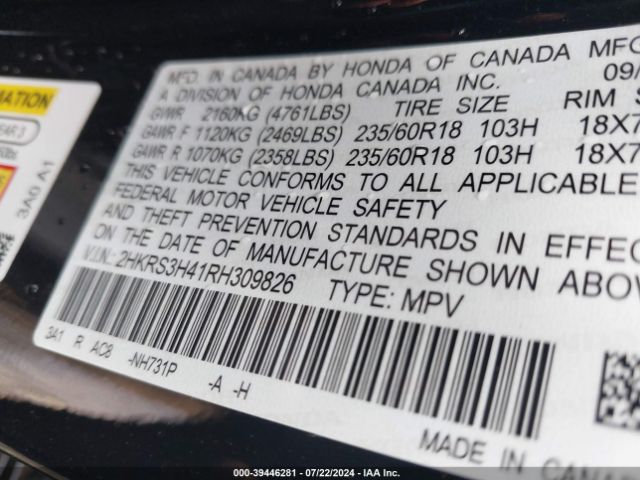 MFD. IN CANADA BY HONDA OF CANADA MFG
A DIVISION OF HONDA CANADA INC. 09/
GVWR 2160KG (4761LBS) TIRE SIZE RIM S
GAWR F 1120KG (2469LBS) 235/60R18 103H 18X7
GAWR R 1070KG (2358LBS) 235/60R18 103H 18X7
THIS VEHICLE CONFORMS TO ALL APPLICABLE
FEDERAL MOTOR VEHICLE SAFETY
AND THEFT PREVENTION STANDARDS IN EFFEC
ON THE DATE OF MANUFACTURE SHOWN ABOV
V.I.N.: 2HKRS3H41RH309826 TYPE: MPV
3A1 R AC8 -NH731P -A -H
MADE IN CANA
MATION
EAR 3
3A0 A1
000-39446281 - 07/22/2024 - IAA Inc.